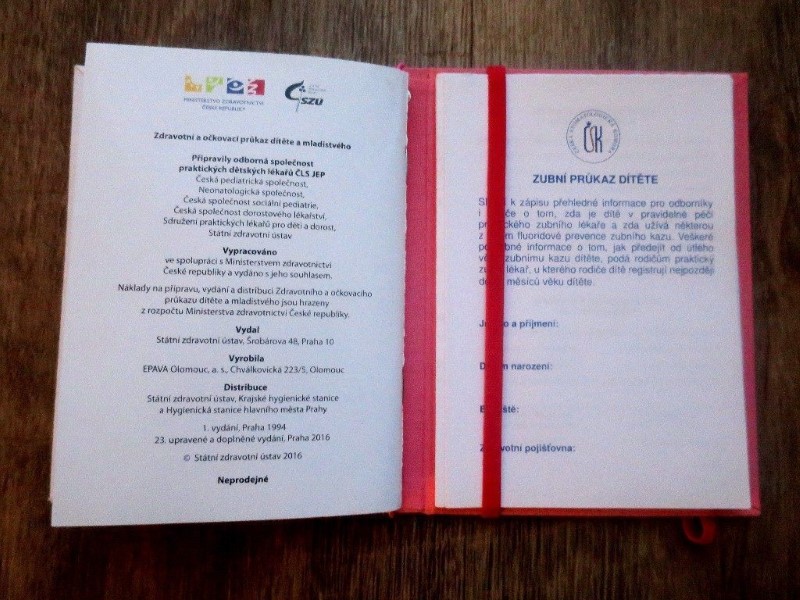 MINISTERSTVO ZDRAVOTNICTVÍ
ČESKÉ REPUBLIKY
SZÚ
Zdravotní a očkovací průkaz dítěte a mladistvého
Připravily odborná společnost
praktických dětských lékařů ČLS JEP
Česká pediatrická společnost,
Neonatologická společnost,
Česká společnost sociální pediatrie,
Česká společnost dorostového lékařství,
Sdružení praktických lékařů pro děti a dorost,
Státní zdravotní ústav
Vypracováno
ve spolupráci s Ministerstvem zdravotnictví
České republiky a vydáno s jeho souhlasem.
Náklady na přípravu, vydání a distribuci Zdravotního a očkovacího
průkazu dítěte a mladistvého jsou hrazeny
z rozpočtu Ministerstva zdravotnictví České republiky.
Vydal
Státní zdravotní ústav, Šrobárova 48, Praha 10
Vyrobila
EPAVA Olomouc, a. s., Chválkovická 223/5, Olomouc
Distribuce
Státní zdravotní ústav, Krajské hygienické stanice
a Hygienická stanice hlavního města Prahy
1. vydání, Praha 1994
23. upravené a doplněné vydání, Praha 2016
© Státní zdravotní ústav 2016
Neprodejné
ČESKÁ STOMATOLOGICKÁ KOMORA
ČSK
ZUBNÍ PRŮKAZ DÍTĚTE
k zápisu přehledné informace pro odborníky
i o tom, zda je dítě v pravidelné péči
zubního lékaře a zda užívá některou
z fluoridové prevence zubního kazu. Veškeré
informace o tom, jak předejít od útlého
zubnímu kazu dítěte, podá rodičům praktický
lékař, u kterého rodiče dítě registrují nejpozději
měsíců věku dítěte.
a příjmení:
narození:
pojišťovna: